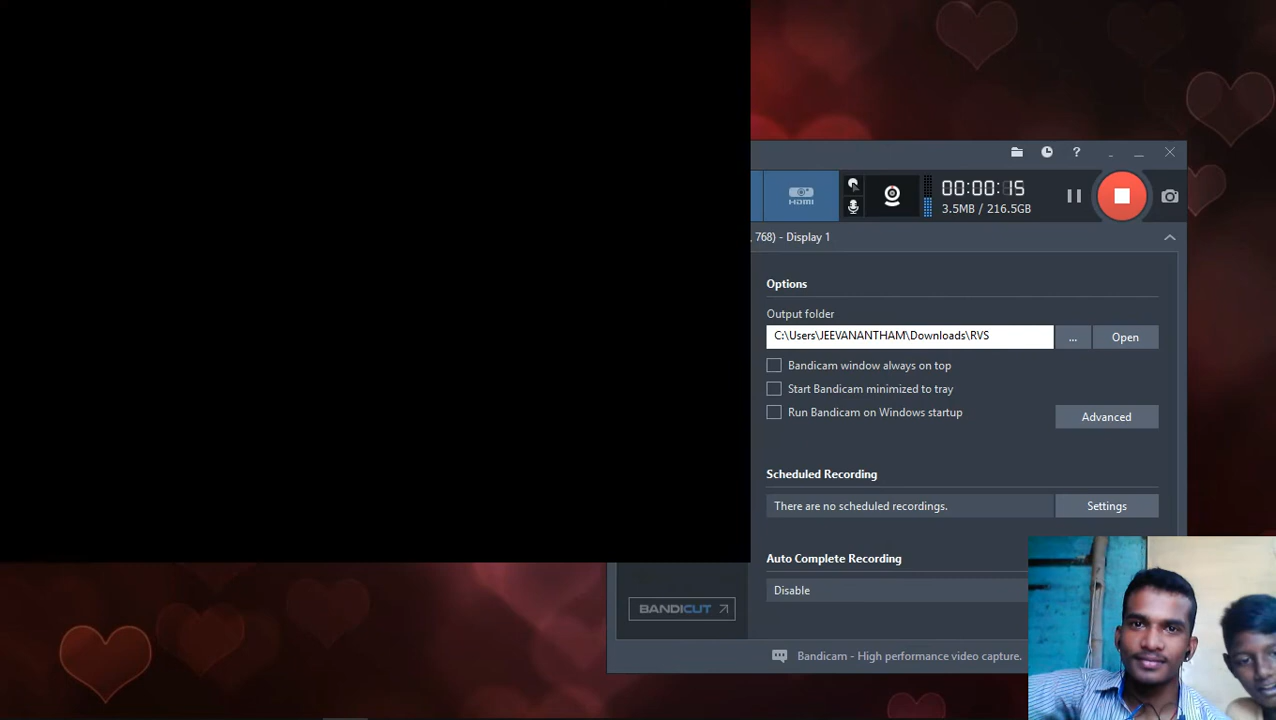 HDMI
00:00:15
3.5MB / 216.5GB
, 768) - Display 1
Options
Output folder
C:\Users\JEEVANANTHAM\Downloads\RVS
... Open
Bandicam window always on top
Start Bandicam minimized to tray
Run Bandicam on Windows startup
Advanced
Scheduled Recording
There are no scheduled recordings.
Settings
Auto Complete Recording
Disable
BANDICUT
Bandicam - High performance video capture.